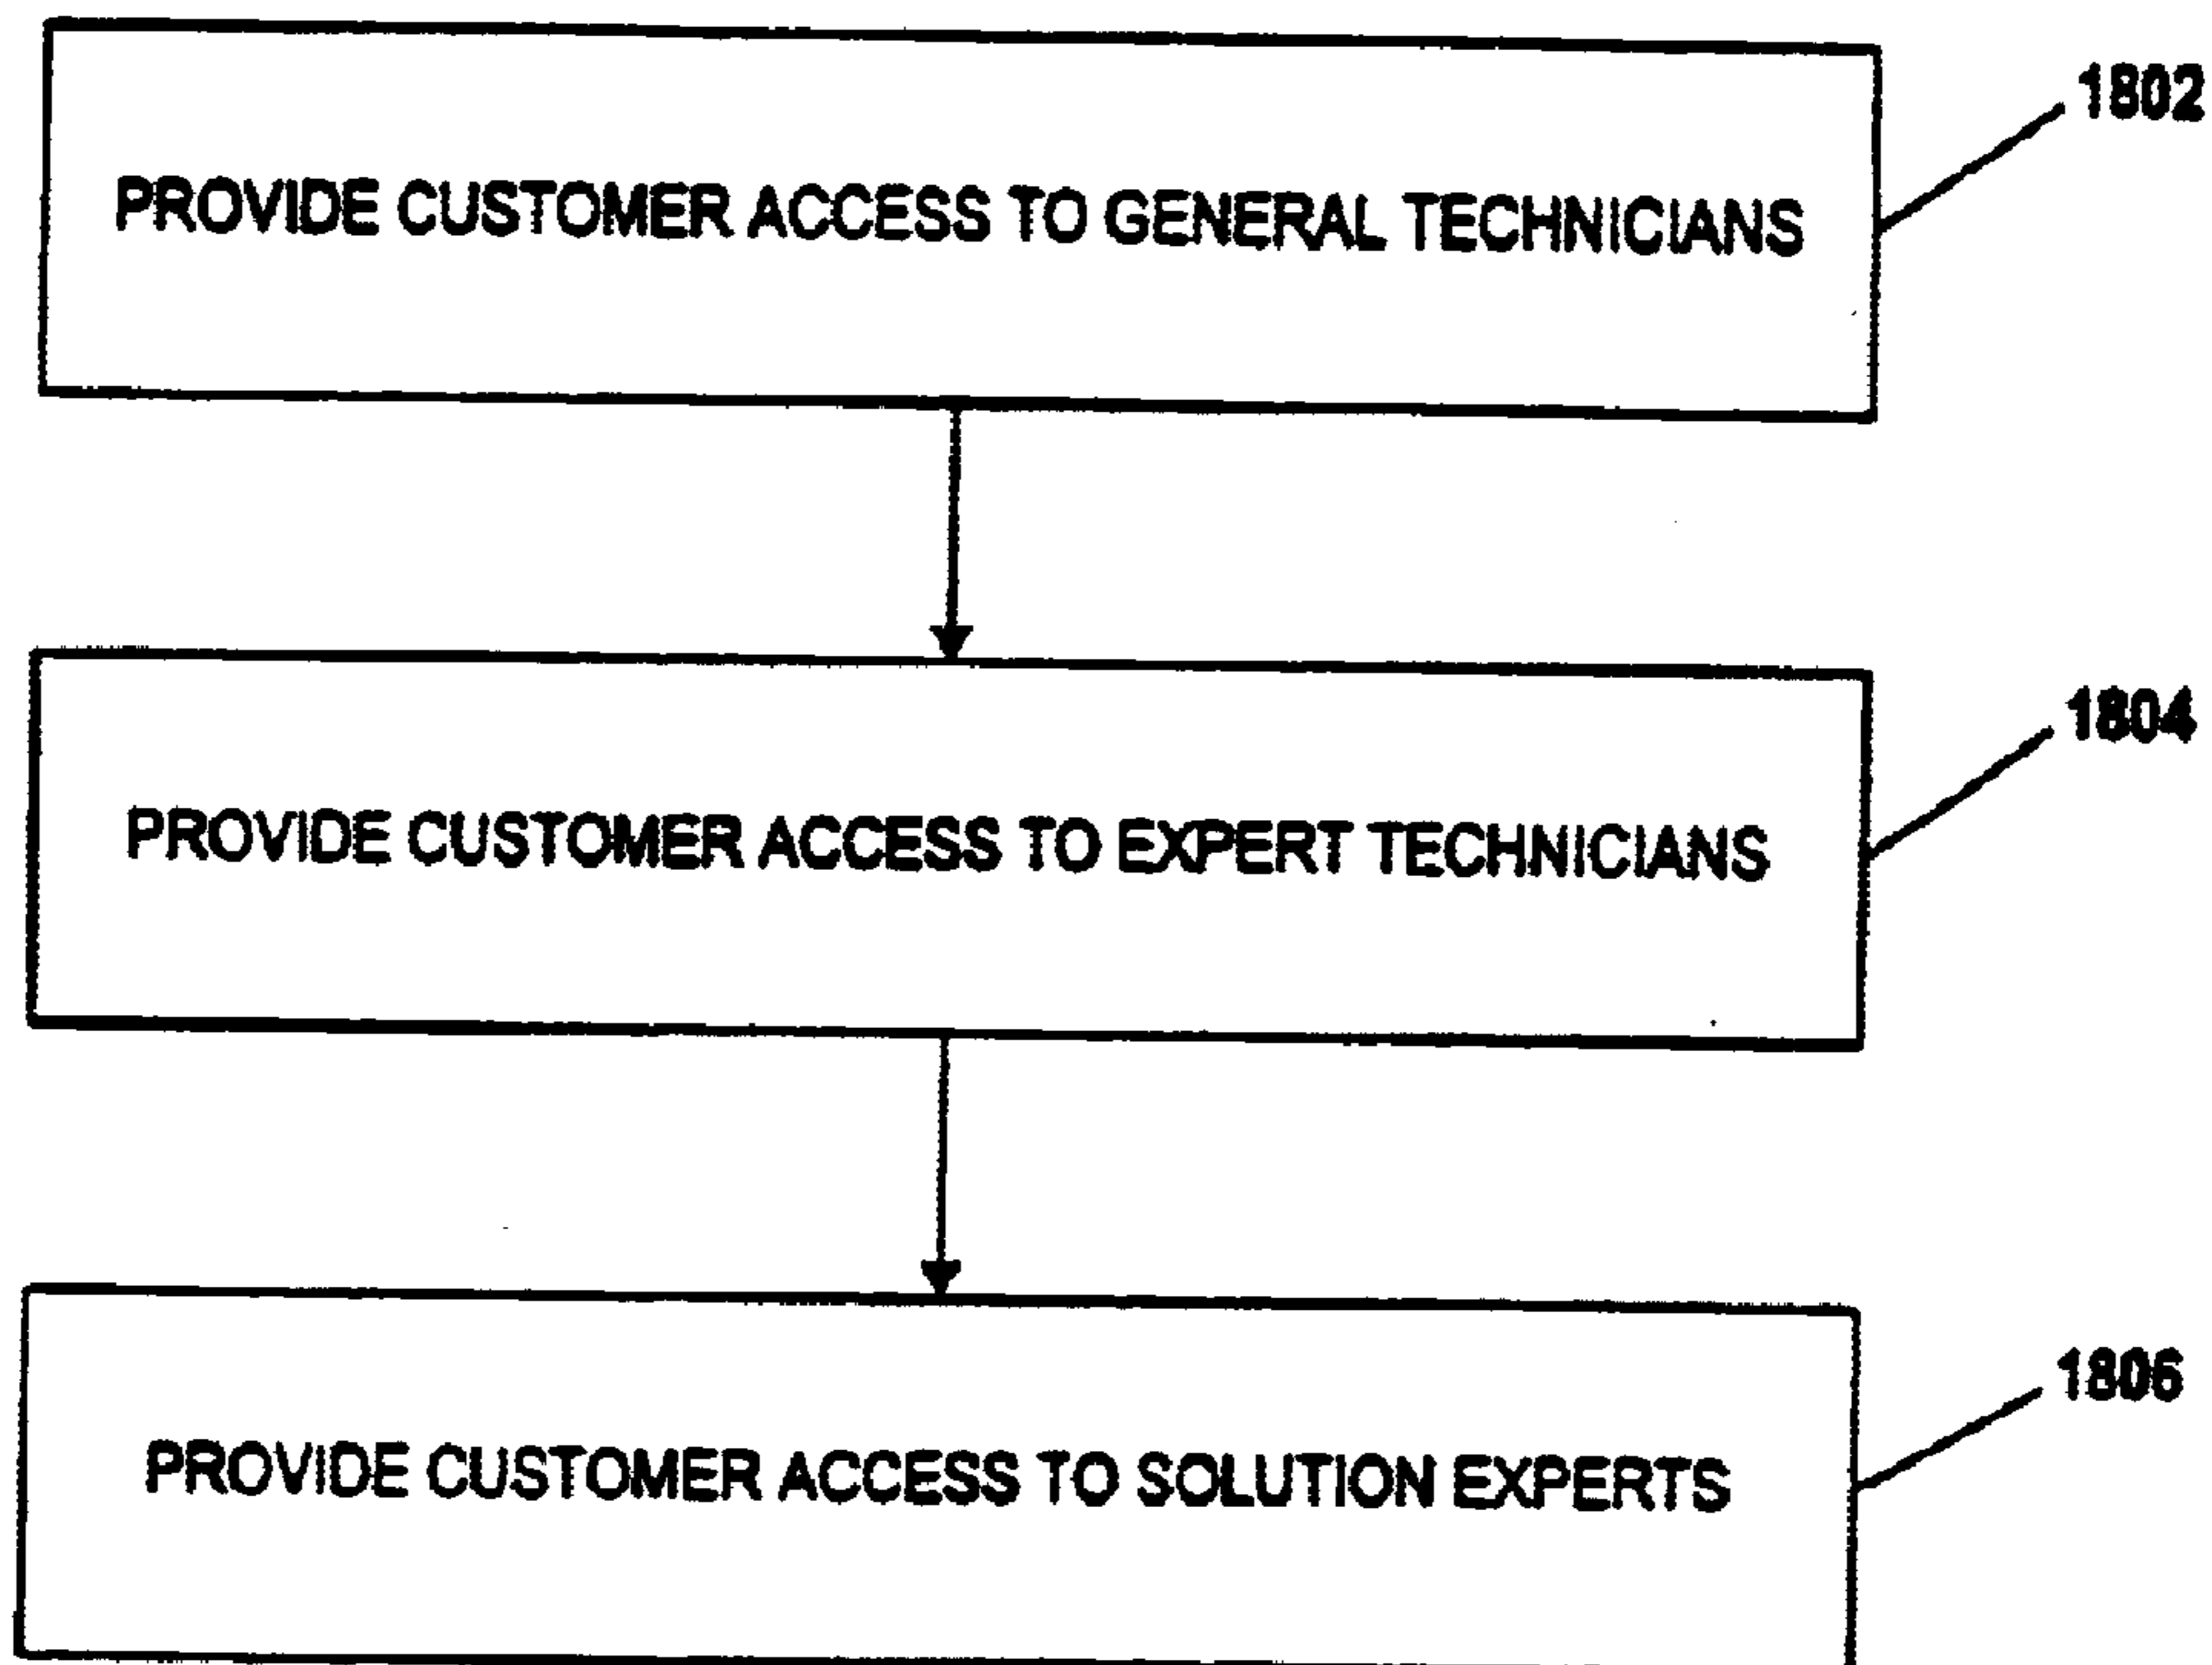 1802
PROVIDE CUSTOMER ACCESS TO GENERAL TECHNICIANS
1804
PROVIDE CUSTOMER ACCESS TO EXPERT TECHNICIANS
1806
PROVIDE CUSTOMER ACCESS TO SOLUTION EXPERTS